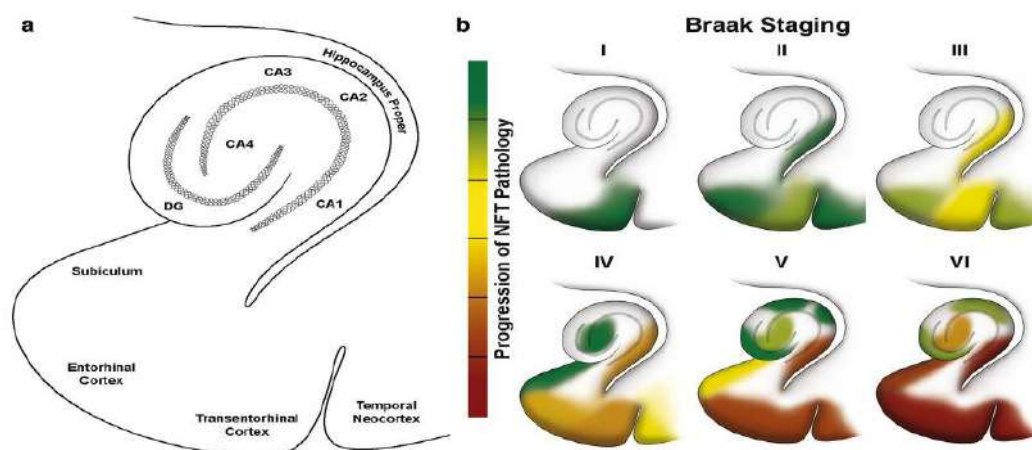 a
Hippocampus Proper
CA3
CA2
CA4
DG
CA1
Subiculum
Entorhinal
Cortex
Transentorhinal
Cortex
Temporal
Neocortex
b
Braak Staging
Progression of NFT Pathology
I
II
III
IV
V
VI